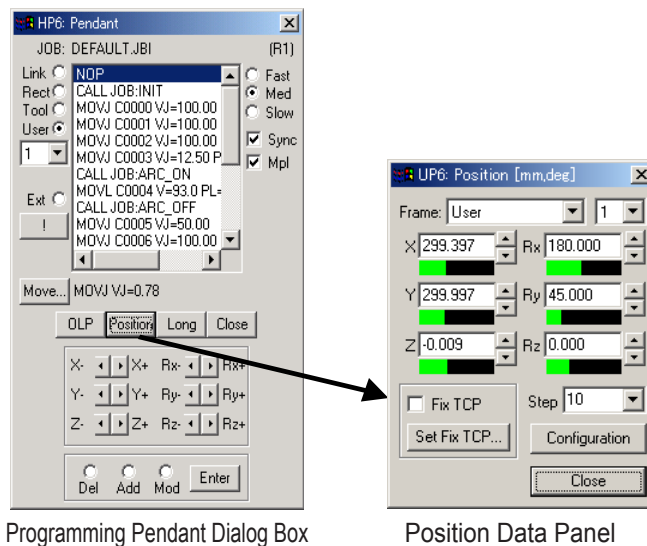 HP6: Pendant
JOB: DEFAULT.JBI (R1)
Link
Rect
Tool
User
1
Ext
!
NOP
CALL JOB:INIT
MOVJ C0000 VJ=100.00
MOVJ C0001 VJ=100.00
MOVJ C0002 VJ=100.00
MOVJ C0003 VJ=12.50 P
CALL JOB:ARC_ON
MOVL C0004 V=93.0 PL=
CALL JOB:ARC_OFF
MOVJ C0005 VJ=50.00
MOVJ C0006 VJ=100.00
Fast
Med
Slow
Sync
Mpl
Move... MOVJ VJ=0.78
OLP Position Long Close
X- X+ Rx- Rx+
Y- Y+ Ry- Ry+
Z- Z+ Rz- Rz+
Del Add Mod Enter
Programming Pendant Dialog Box
UP6: Position [mm,deg]
Frame: User 1
X 299.397 Rx 180.000
Y 299.997 Ry 45.000
Z -0.009 Rz 0.000
Fix TCP Step 10
Set Fix TCP... Configuration
Close
Position Data Panel